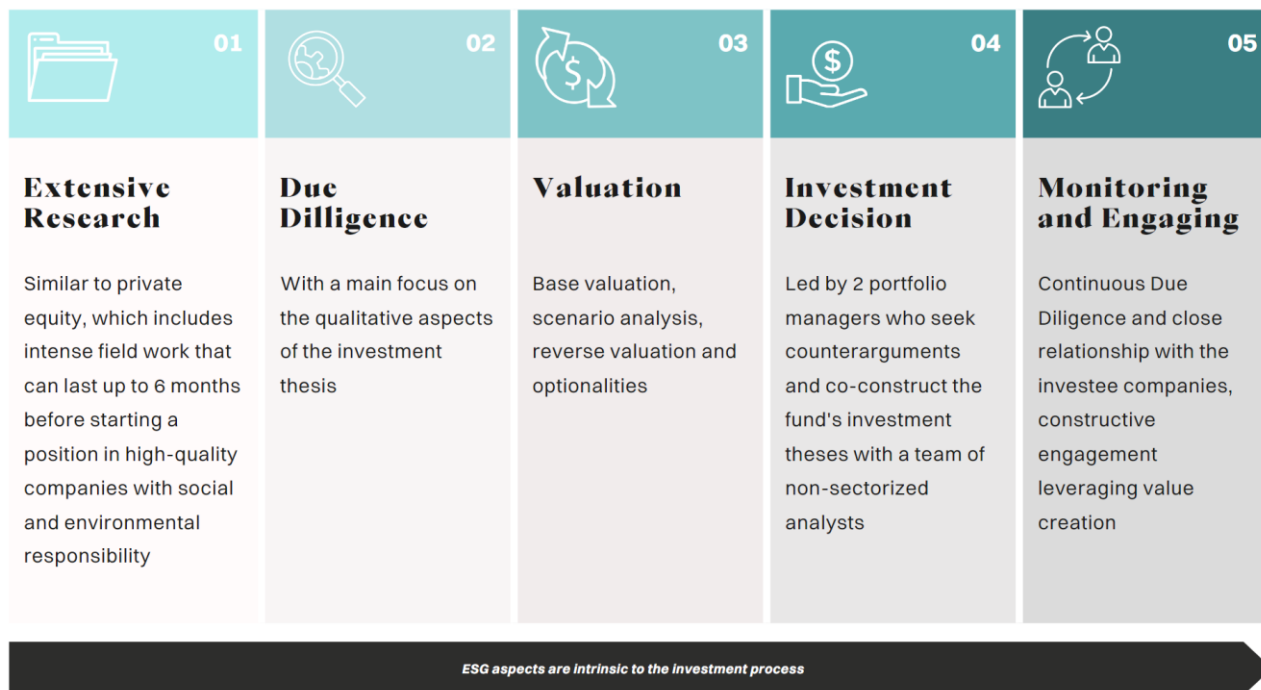 01
Extensive
Research
Similar to private
equity, which includes
intense field work that
can last up to 6 months
before starting a
position in high-quality
companies with social
and environmental
responsibility
02
Due
Dilligence
With a main focus on
the qualitative aspects
of the investment
thesis
03
$
Valuation
Base valuation,
scenario analysis,
reverse valuation and
optionalities
04
$
Investment
Decision
Led by 2 portfolio
managers who seek
counterarguments
and co-construct the
fund's investment
theses with a team of
non-sectorized
analysts
05
Monitoring
and Engaging
Continuous Due
Diligence and close
relationship with the
investee companies,
constructive
engagement
leveraging value
creation
ESG aspects are intrinsic to the investment process